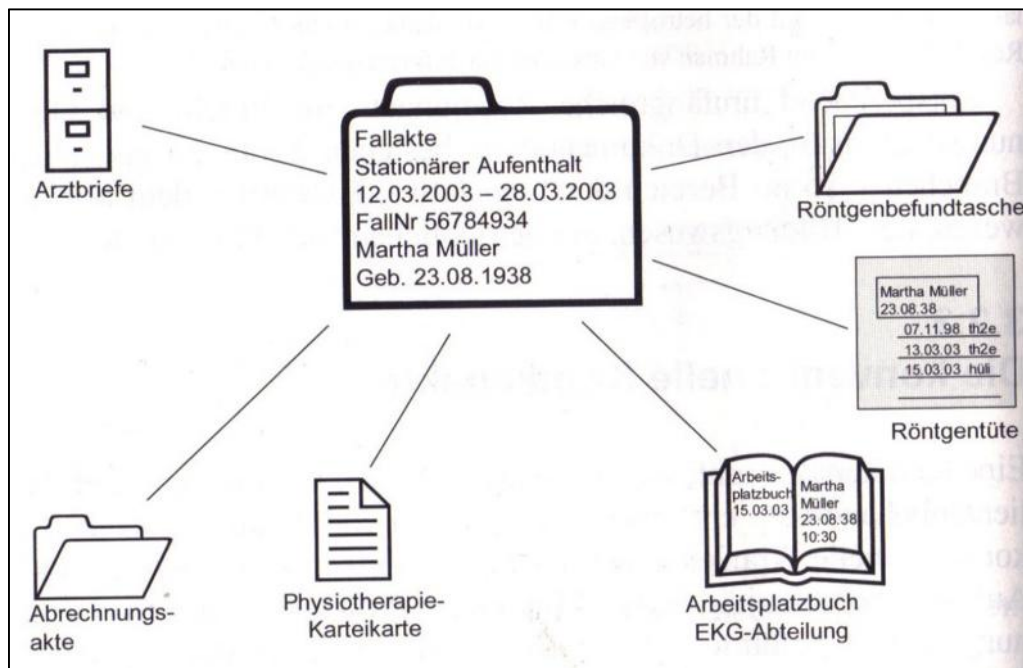 Arztbriefe
Fallakte
Stationärer Aufenthalt
12.03.2003 – 28.03.2003
FallNr 56784934
Martha Müller
Geb. 23.08.1938
Röntgenbefundtasche
Martha Müller
23.08.38
07.11.98 th2e
13.03.03 th2e
15.03.03 hüli
Röntgentüte
Abrechnungs-
akte
Physiotherapie-
Karteikarte
Arbeits-
platzbuch
15.03.03
Martha
Müller
23.08.38
10:30
Arbeitsplatzbuch
EKG-Abteilung